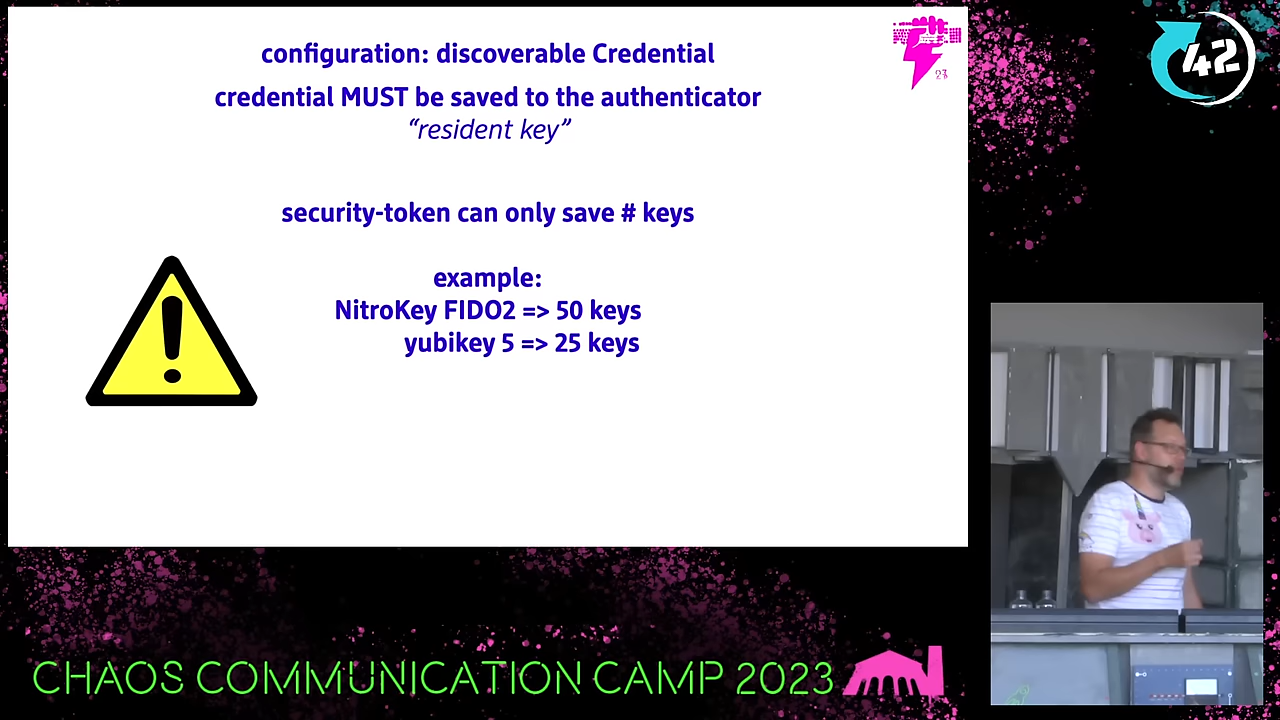 configuration: discoverable Credential
credential MUST be saved to the authenticator
“resident key”
security-token can only save # keys
example:
NitroKey FIDO2 => 50 keys
yubikey 5 => 25 keys
23
42
CHAOS COMMUNICATION CAMP 2023